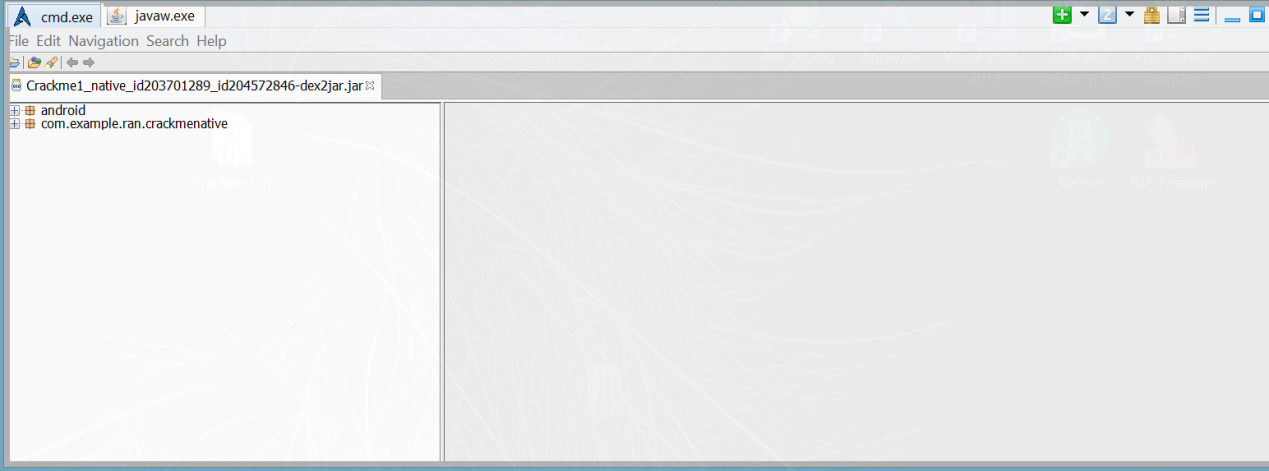 cmd.exe javaw.exe
File Edit Navigation Search Help
Crackme1_native_id203701289_id204572846-dex2jar.jar
android
com.example.ran.crackmenative